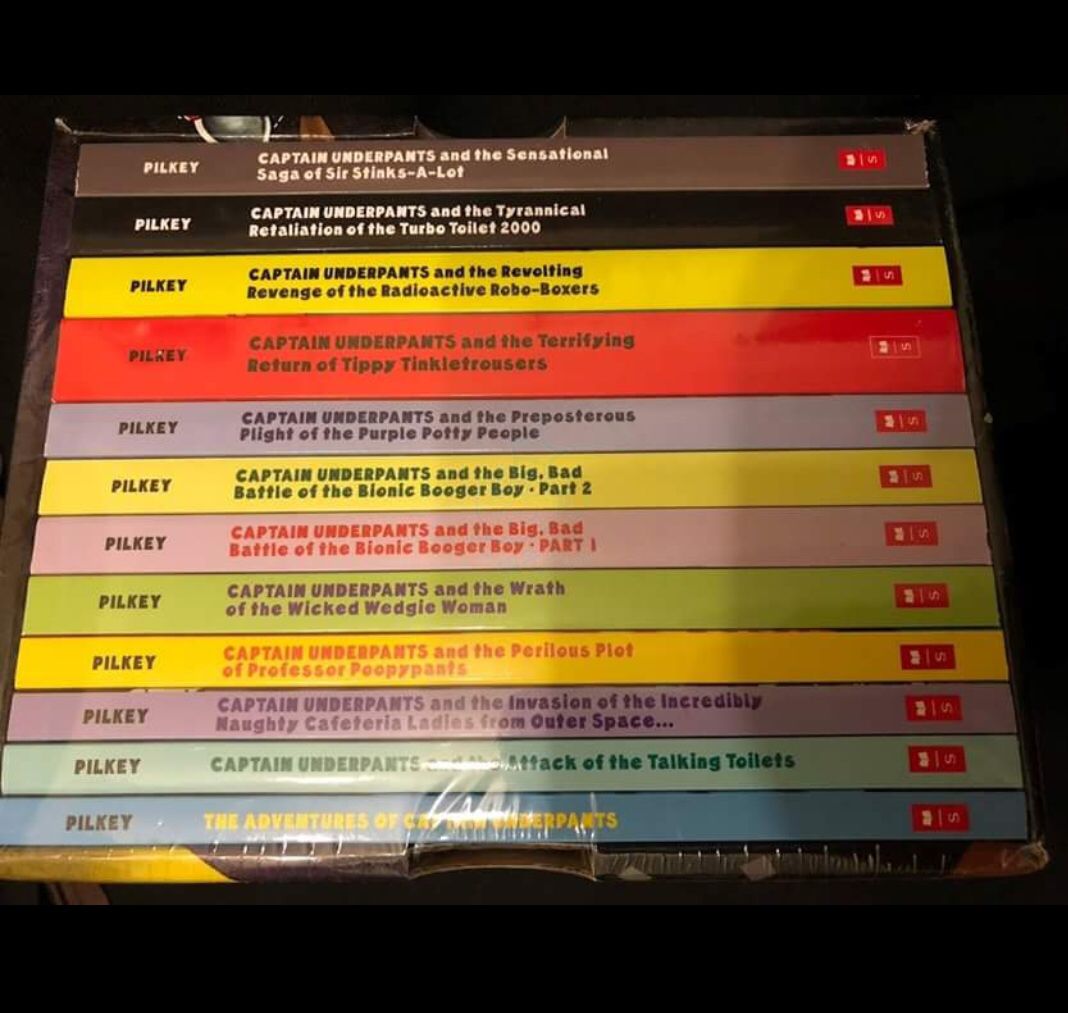 PILKEY
CAPTAIN UNDERPANTS and the Sensational
Saga of Sir Stinks-A-Lot
PILKEY
CAPTAIN UNDERPANTS and the Tyrannical
Retaliation of the Turbo Toilet 2000
PILKEY
CAPTAIN UNDERPANTS and the Revolting
Revenge of the Radioactive Robo-Boxers
PILKEY
CAPTAIN UNDERPANTS and the Terrifying
Return of Tippy Tinkletrousers
PILKEY
CAPTAIN UNDERPANTS and the Preposterous
Plight of the Purple Potty People
PILKEY
CAPTAIN UNDERPANTS and the Big, Bad
Battle of the Bionic Booger Boy · Part 2
PILKEY
CAPTAIN UNDERPANTS and the Big, Bad
Battle of the Bionic Booger Boy · PART 1
PILKEY
CAPTAIN UNDERPANTS and the Wrath
of the Wicked Wedgie Woman
PILKEY
CAPTAIN UNDERPANTS and the Perilous Plot
of Professor Poopypants
PILKEY
CAPTAIN UNDERPANTS and the Invasion of the Incredibly
Naughty Cafeteria Ladies from Outer Space...
PILKEY
CAPTAIN UNDERPANTS and the Attack of the Talking Toilets
PILKEY
THE ADVENTURES OF CAPTAIN UNDERPANTS